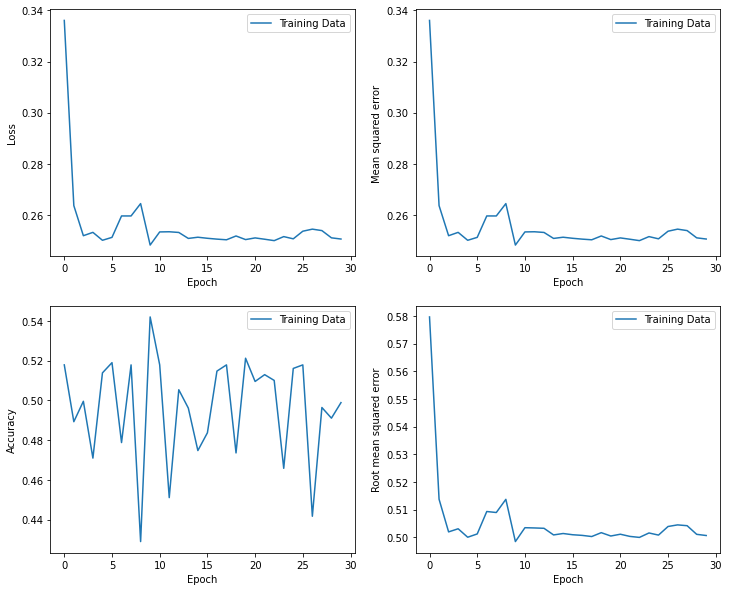 0.34
0.32
0.30
0.28
0.26
Loss
0 5 10 15 20 25 30
Epoch
Training Data
0.34
0.32
0.30
0.28
0.26
Mean squared error
0 5 10 15 20 25 30
Epoch
Training Data
0.54
0.52
0.50
0.48
0.46
0.44
Accuracy
0 5 10 15 20 25 30
Epoch
Training Data
0.58
0.57
0.56
0.55
0.54
0.53
0.52
0.51
0.50
Root mean squared error
0 5 10 15 20 25 30
Epoch
Training Data